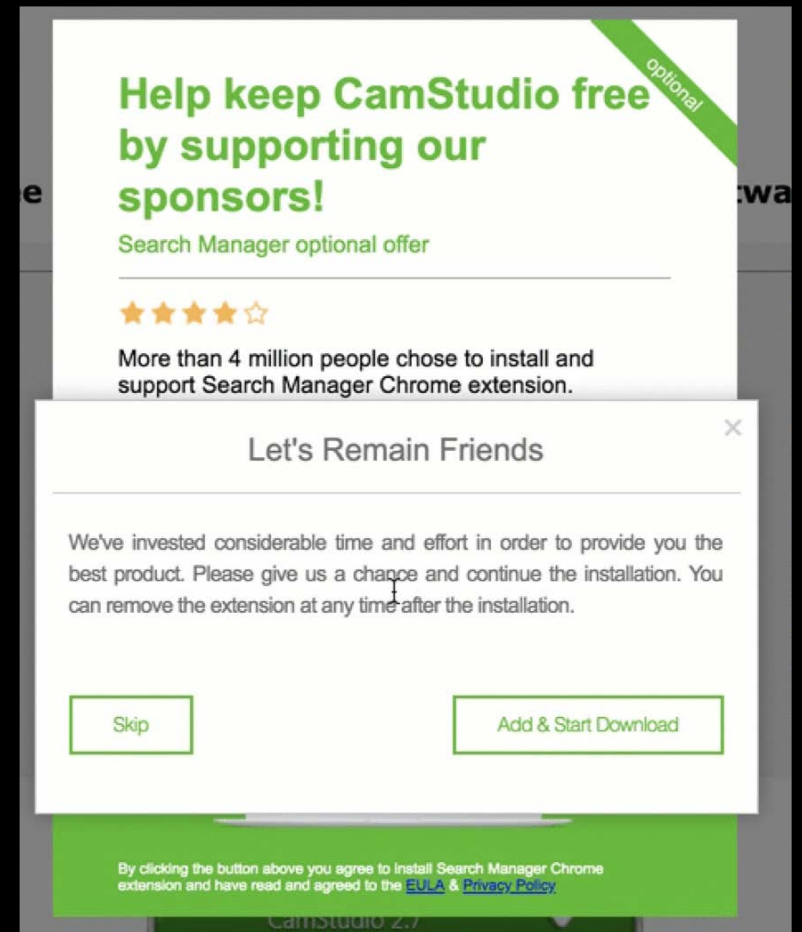 optional
Help keep CamStudio free
by supporting our
sponsors!
Search Manager optional offer
More than 4 million people chose to install and
support Search Manager Chrome extension.
Let's Remain Friends
We've invested considerable time and effort in order to provide you the
best product. Please give us a chance and continue the installation. You
can remove the extension at any time after the installation.
Skip
Add & Start Download
By clicking the button above you agree to install Search Manager Chrome
extension and have read and agreed to the EULA & Privacy Policy
CamStudio 2.7